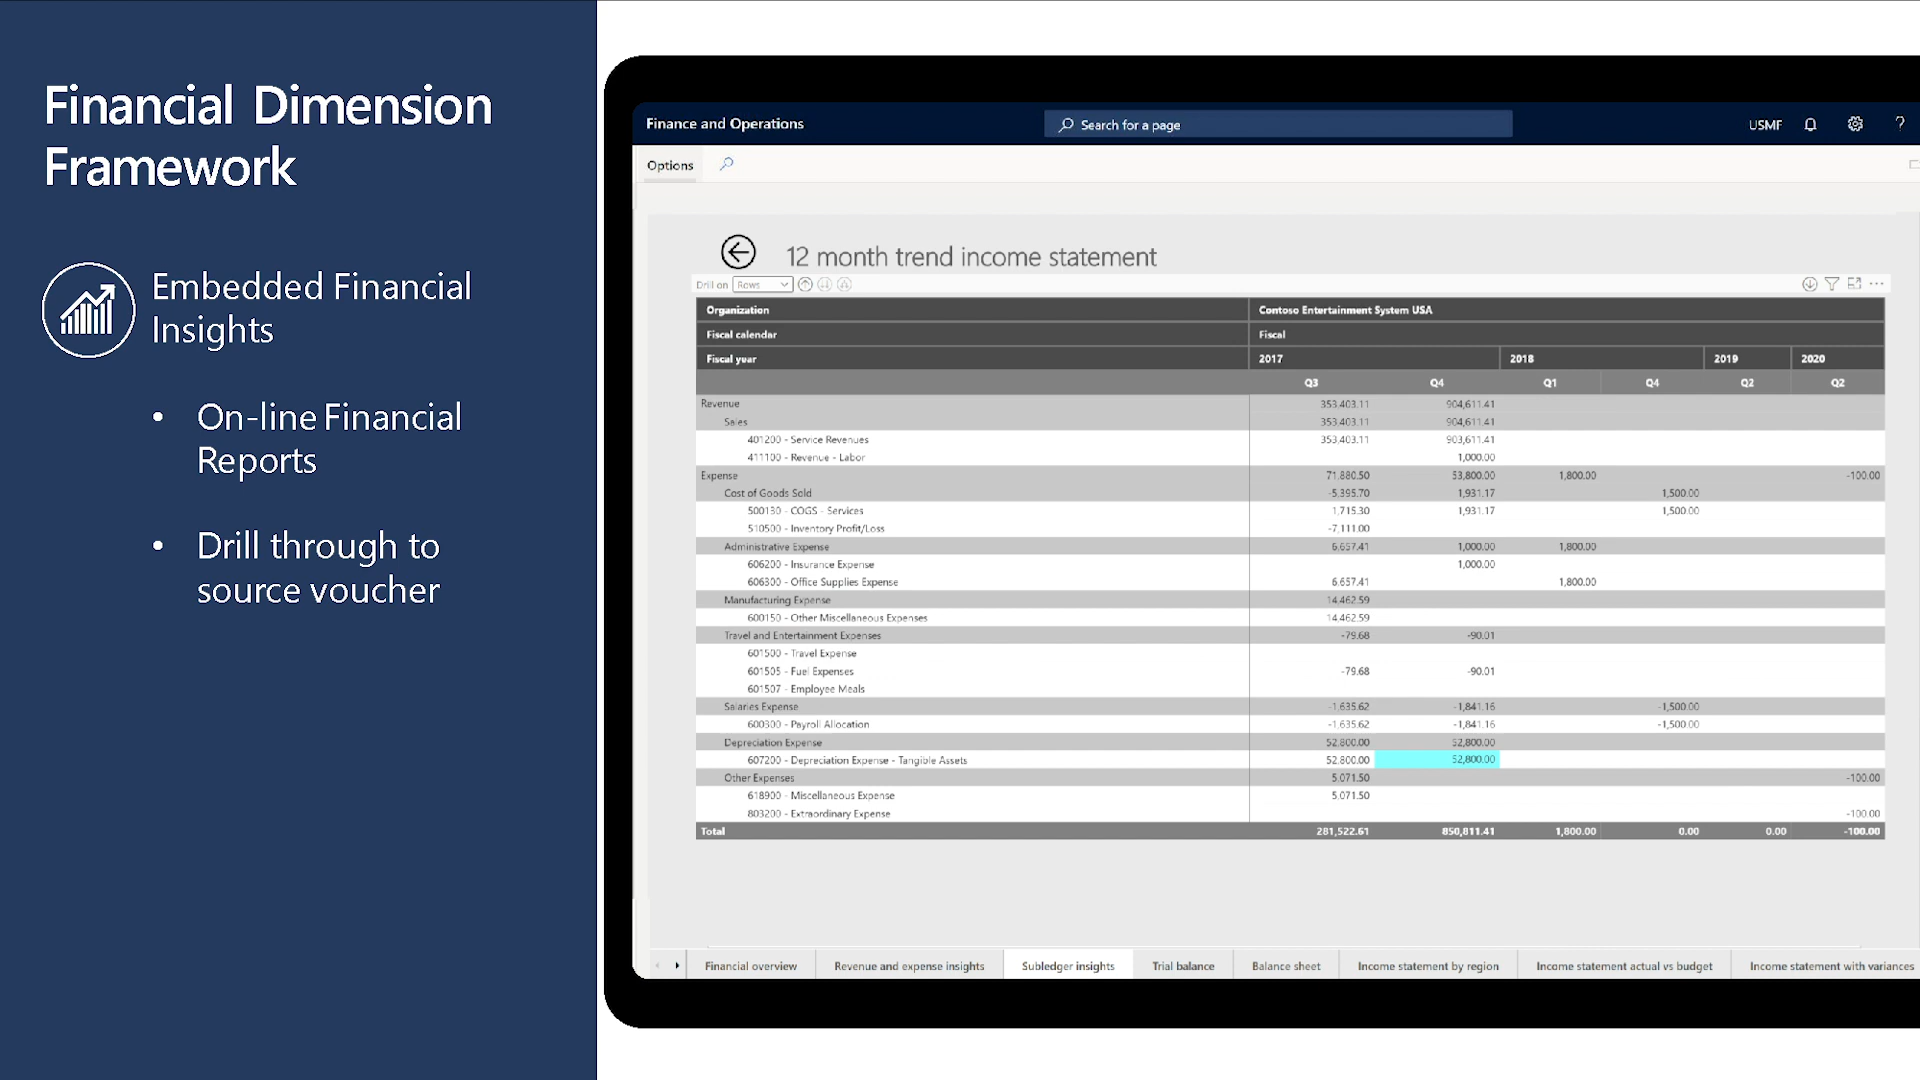 Financial Dimension
Framework
Embedded Financial
Insights
• On-line Financial
Reports
• Drill through to
source voucher
Finance and Operations
Search for a page
USMF
?
Options
12 month trend income statement
Drill on Rows
Organization Contoso Entertainment System USA
Fiscal calendar Fiscal
Fiscal year 2017 2018 2019 2020
Q3 Q4 Q1 Q4 Q2 Q2
Revenue 353,403.11 904,611.41
Sales 353,403.11 904,611.41
401200 - Service Revenues 353,403.11 903,611.41
411100 - Revenue - Labor 1,000.00
Expense 71,880.50 53,800.00 1,800.00 -100.00
Cost of Goods Sold -5,395.70 1,931.17 1,500.00
500130 - COGS - Services 1,715.30 1,931.17 1,500.00
510500 - Inventory Profit/Loss -7,111.00
Administrative Expense 6,657.41 1,000.00 1,800.00
606200 - Insurance Expense 1,000.00
606300 - Office Supplies Expense 6,657.41 1,800.00
Manufacturing Expense 14,462.59
600150 - Other Miscellaneous Expenses 14,462.59
Travel and Entertainment Expenses -79.68 -90.01
601500 - Travel Expense
601505 - Fuel Expenses -79.68 -90.01
601507 - Employee Meals
Salaries Expense -1,635.62 -1,841.16 -1,500.00
600300 - Payroll Allocation -1,635.62 -1,841.16 -1,500.00
Depreciation Expense 52,800.00 52,800.00
607200 - Depreciation Expense - Tangible Assets 52,800.00 52,800.00
Other Expenses 5,071.50 -100.00
618900 - Miscellaneous Expense 5,071.50
803200 - Extraordinary Expense -100.00
Total 281,522.61 850,811.41 1,800.00 0.00 0.00 -100.00
Financial overview Revenue and expense insights Subledger insights Trial balance Balance sheet Income statement by region Income statement actual vs budget Income statement with variances